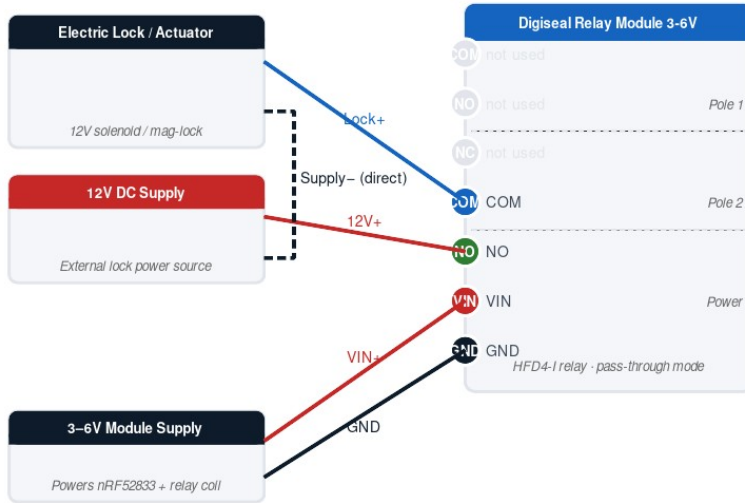 Electric Lock / Actuator
12V solenoid / mag-lock
12V DC Supply
External lock power source
3–6V Module Supply
Powers nRF52833 + relay coil
Lock+
Supply– (direct)
12V+
VIN+
GND
Digiseal Relay Module 3-6V
COM not used
NO not used
Pole 1
NC not used
COM COM
Pole 2
NO NO
VIN VIN
Power
GND GND
HFD4-I relay · pass-through mode